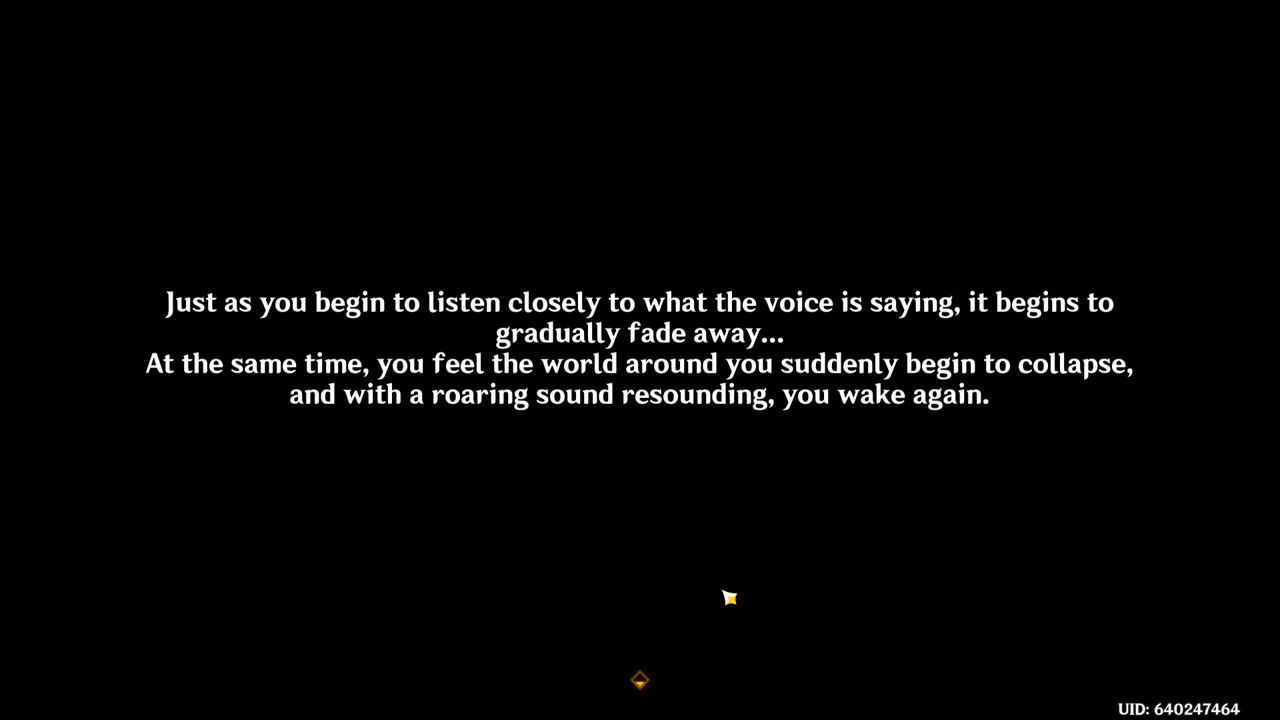 Just as you begin to listen closely to what the voice is saying, it begins to
gradually fade away...
At the same time, you feel the world around you suddenly begin to collapse,
and with a roaring sound resounding, you wake again.
UID: 640247464